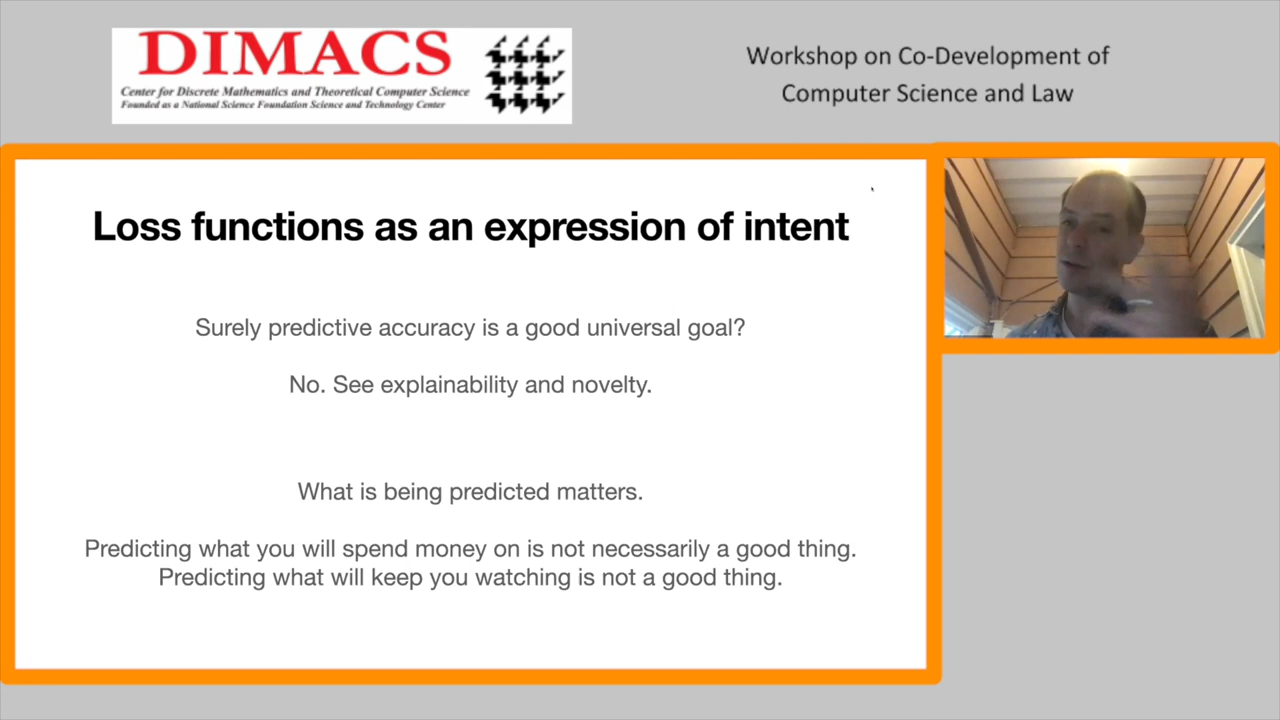 DIMACS
Center for Discrete Mathematics and Theoretical Computer Science
Founded as a National Science Foundation Science and Technology Center
Workshop on Co-Development of
Computer Science and Law
Loss functions as an expression of intent
Surely predictive accuracy is a good universal goal?
No. See explainability and novelty.
What is being predicted matters.
Predicting what you will spend money on is not necessarily a good thing.
Predicting what will keep you watching is not a good thing.